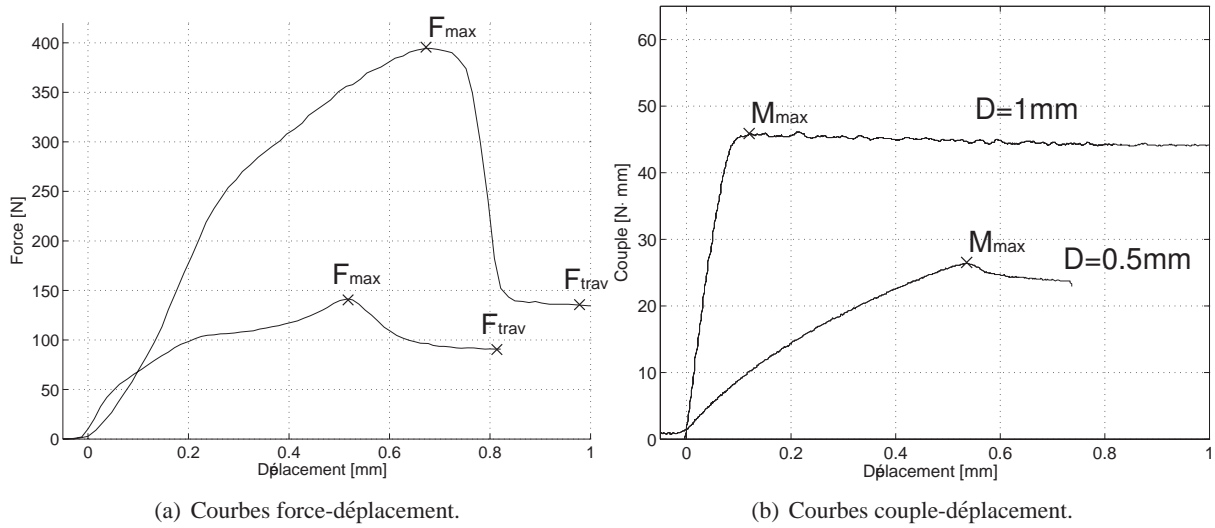 400
350
300
250
200
150
100
50
0
Force [N]
Fmax
Fmax
Ftrav
Ftrav
0
0.2
0.4
0.6
0.8
1
Déplacement [mm]
(a) Courbes force-déplacement.
60
50
40
30
20
10
0
Couple [N· mm]
Mmax
D=1mm
Mmax
D=0.5mm
0
0.2
0.4
0.6
0.8
1
Déplacement [mm]
(b) Courbes couple-déplacement.